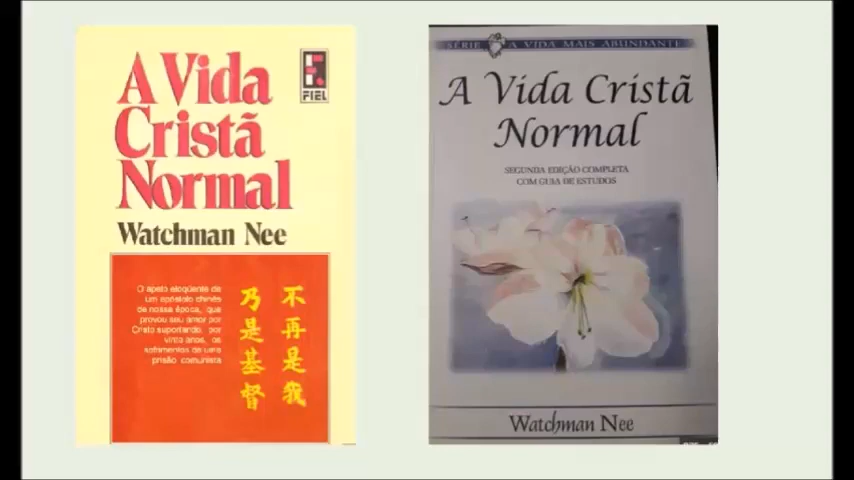 A Vida
Cristã
Normal
FIEL
Watchman Nee
O apelo eloqüente de
um apóstolo chinês
de nossa época, que
provou seu amor por
Cristo suportando, por
vinte anos, os
sofrimentos de uma
prisão comunista
不再是我
乃是基督
SÉRIE A VIDA MAIS ABUNDANTE
A Vida Cristã
Normal
SEGUNDA EDIÇÃO COMPLETA
COM GUIA DE ESTUDOS
Watchman Nee